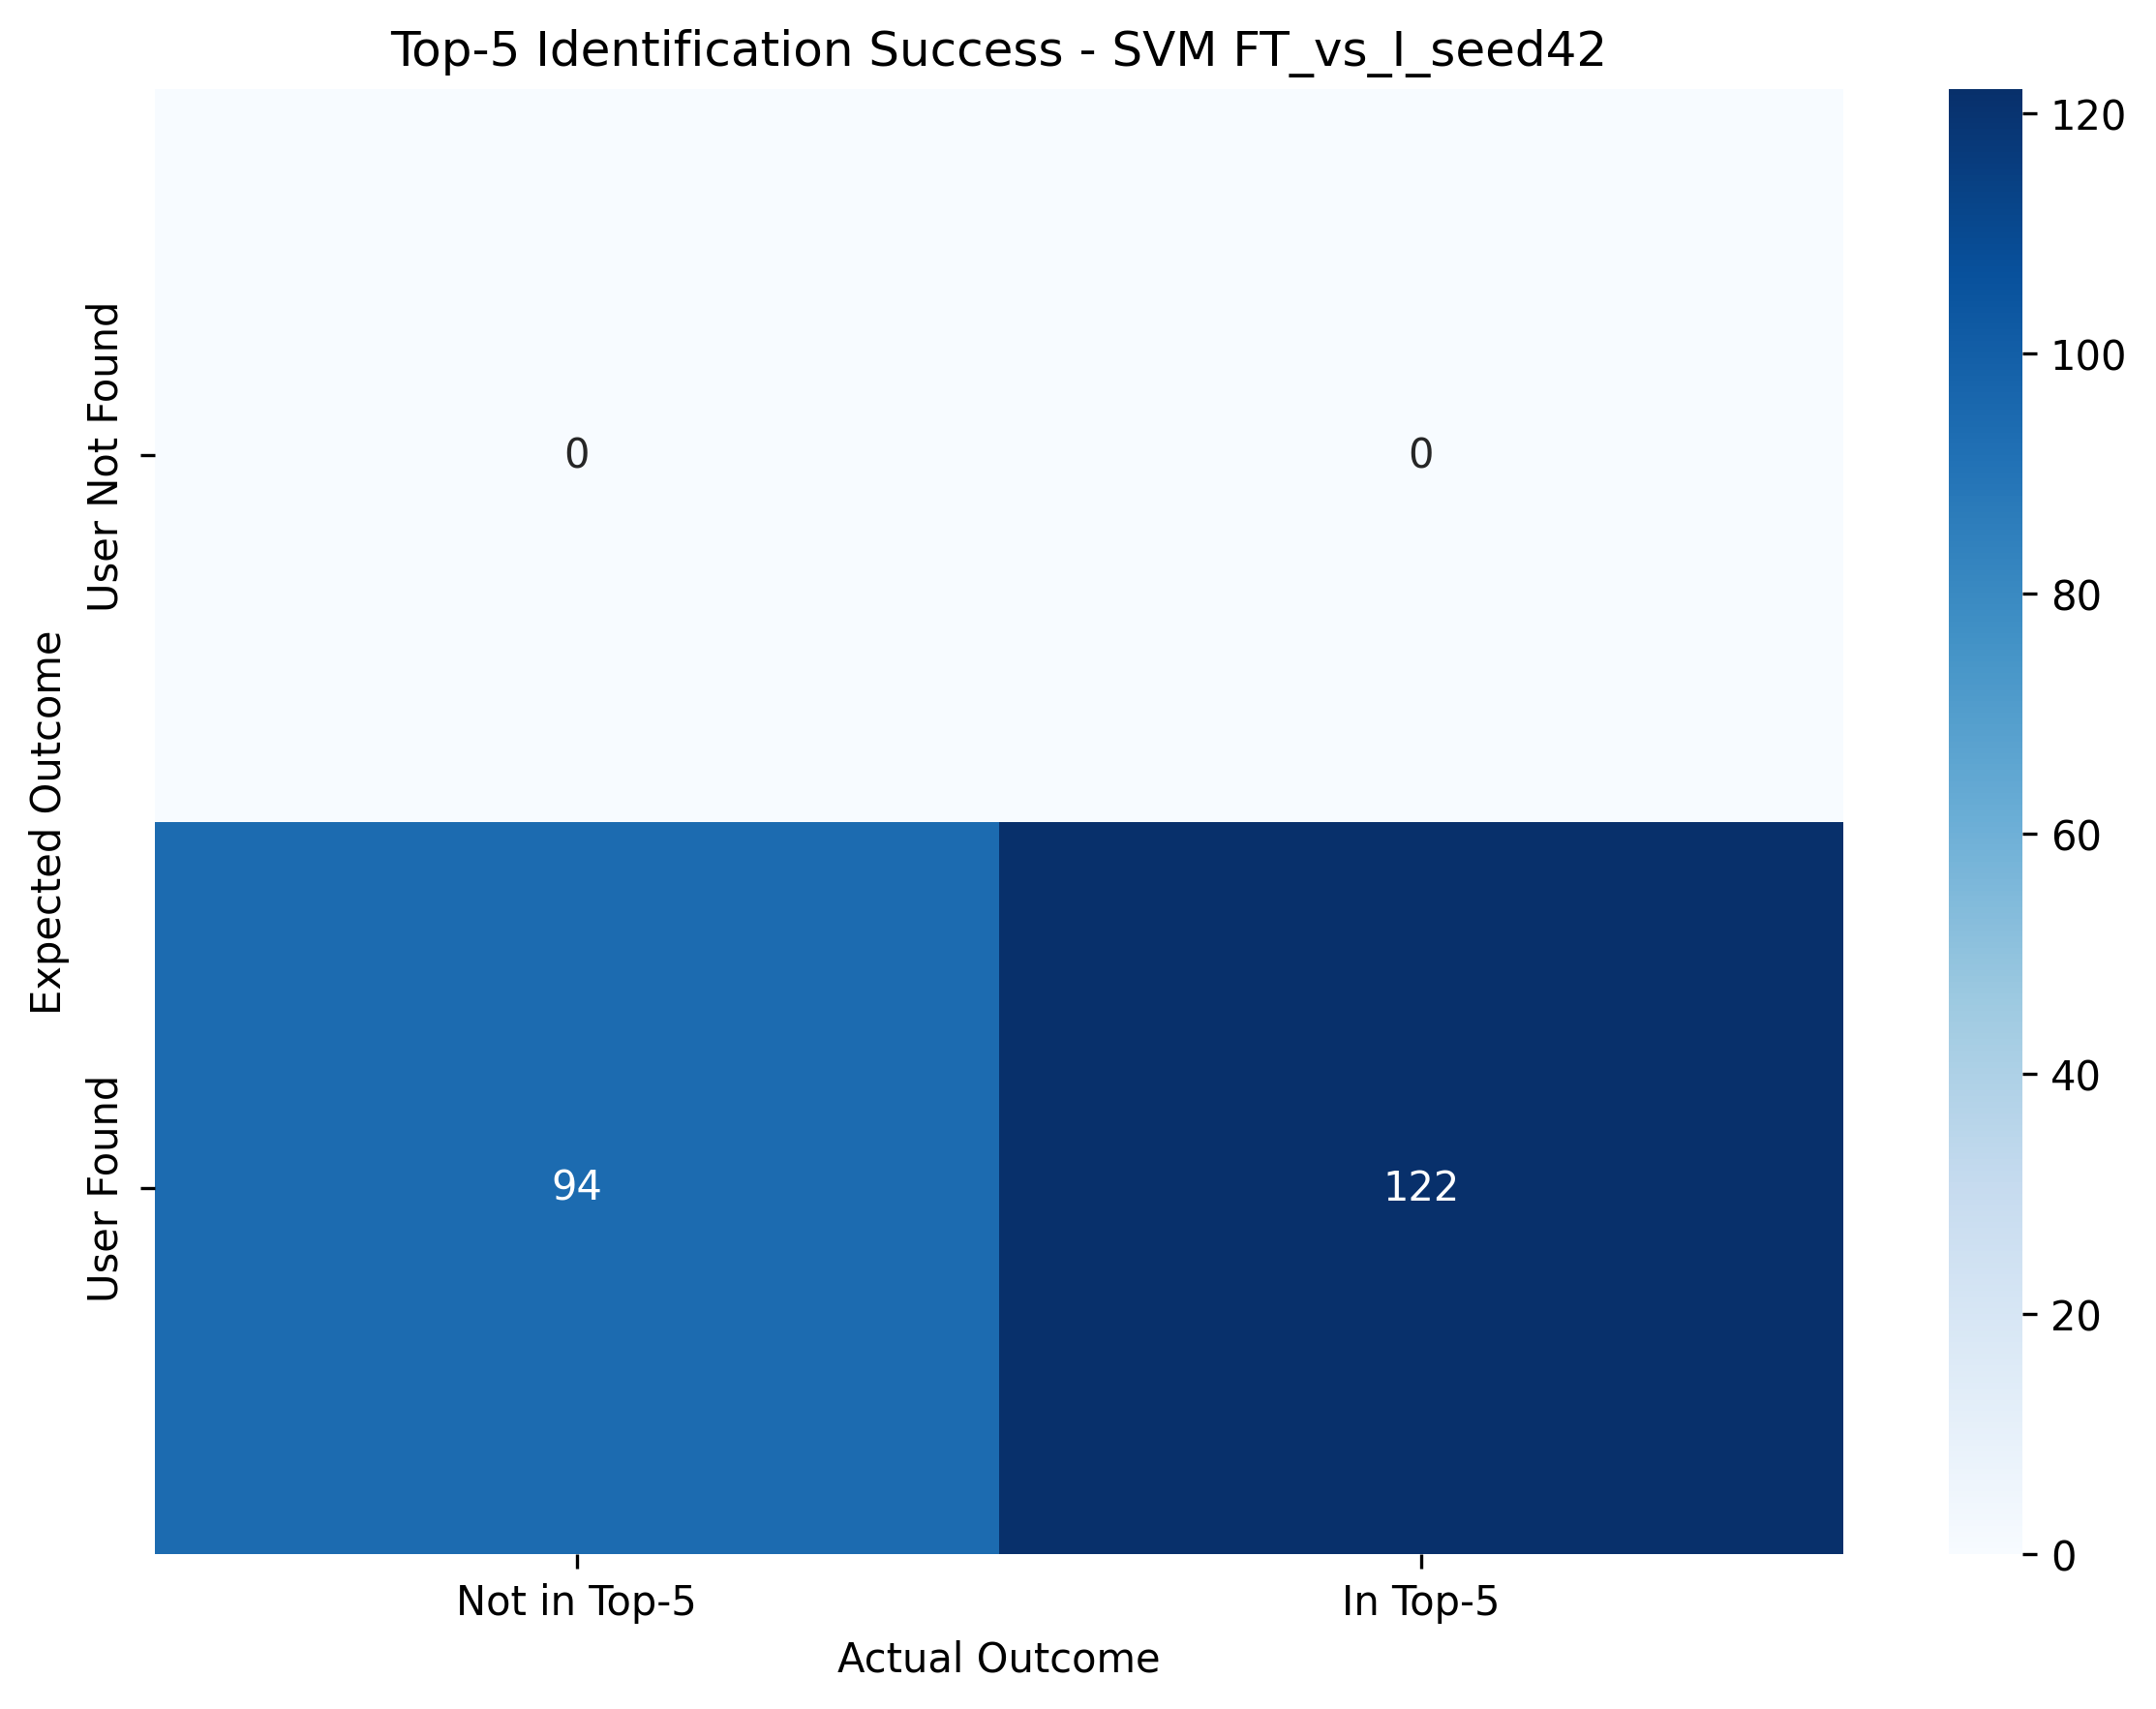 Top-5 Identification Success - SVM FT_vs_I_seed42
Expected Outcome
User Not Found
User Found
0
0
94
122
Not in Top-5
In Top-5
Actual Outcome
120
100
80
60
40
20
0